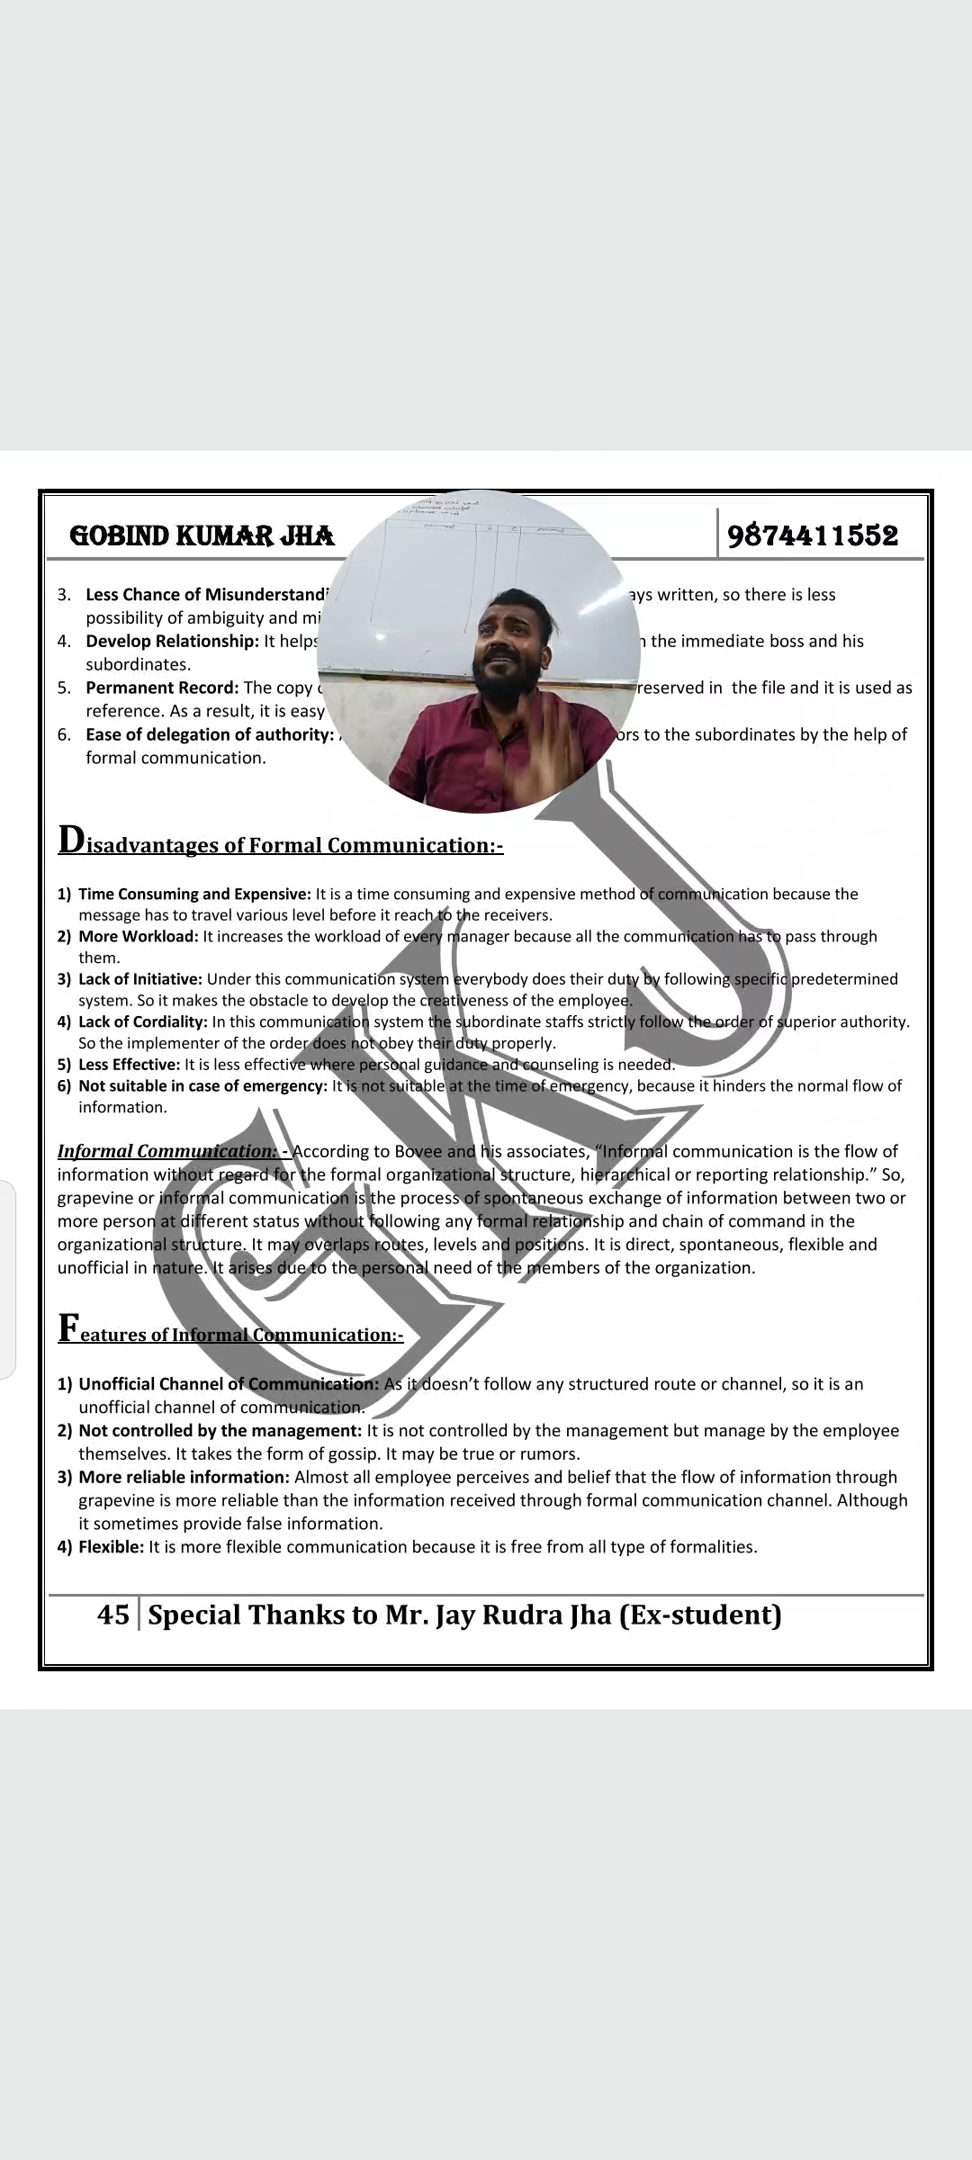 GOBIND KUMAR JHA
9874411552
3. Less Chance of Misunderstandi ays written, so there is less
possibility of ambiguity and mi
4. Develop Relationship: It helps the immediate boss and his
subordinates.
5. Permanent Record: The copy reserved in the file and it is used as
reference. As a result, it is easy
6. Ease of delegation of authority: ors to the subordinates by the help of
formal communication.
Disadvantages of Formal Communication:-
1) Time Consuming and Expensive: It is a time consuming and expensive method of communication because the
message has to travel various level before it reach to the receivers.
2) More Workload: It increases the workload of every manager because all the communication has to pass through
them.
3) Lack of Initiative: Under this communication system everybody does their duty by following specific predetermined
system. So it makes the obstacle to develop the creativeness of the employee.
4) Lack of Cordiality: In this communication system the subordinate staffs strictly follow the order of superior authority.
So the implementer of the order does not obey their duty properly.
5) Less Effective: It is less effective where personal guidance and counseling is needed.
6) Not suitable in case of emergency: It is not suitable at the time of emergency, because it hinders the normal flow of
information.
Informal Communication: - According to Bovee and his associates, “Informal communication is the flow of
information without regard for the formal organizational structure, hierarchical or reporting relationship.” So,
grapevine or informal communication is the process of spontaneous exchange of information between two or
more person at different status without following any formal relationship and chain of command in the
organizational structure. It may overlaps routes, levels and positions. It is direct, spontaneous, flexible and
unofficial in nature. It arises due to the personal need of the members of the organization.
Features of Informal Communication:-
1) Unofficial Channel of Communication: As it doesn’t follow any structured route or channel, so it is an
unofficial channel of communication.
2) Not controlled by the management: It is not controlled by the management but manage by the employee
themselves. It takes the form of gossip. It may be true or rumors.
3) More reliable information: Almost all employee perceives and belief that the flow of information through
grapevine is more reliable than the information received through formal communication channel. Although
it sometimes provide false information.
4) Flexible: It is more flexible communication because it is free from all type of formalities.
GKJ
45 Special Thanks to Mr. Jay Rudra Jha (Ex-student)